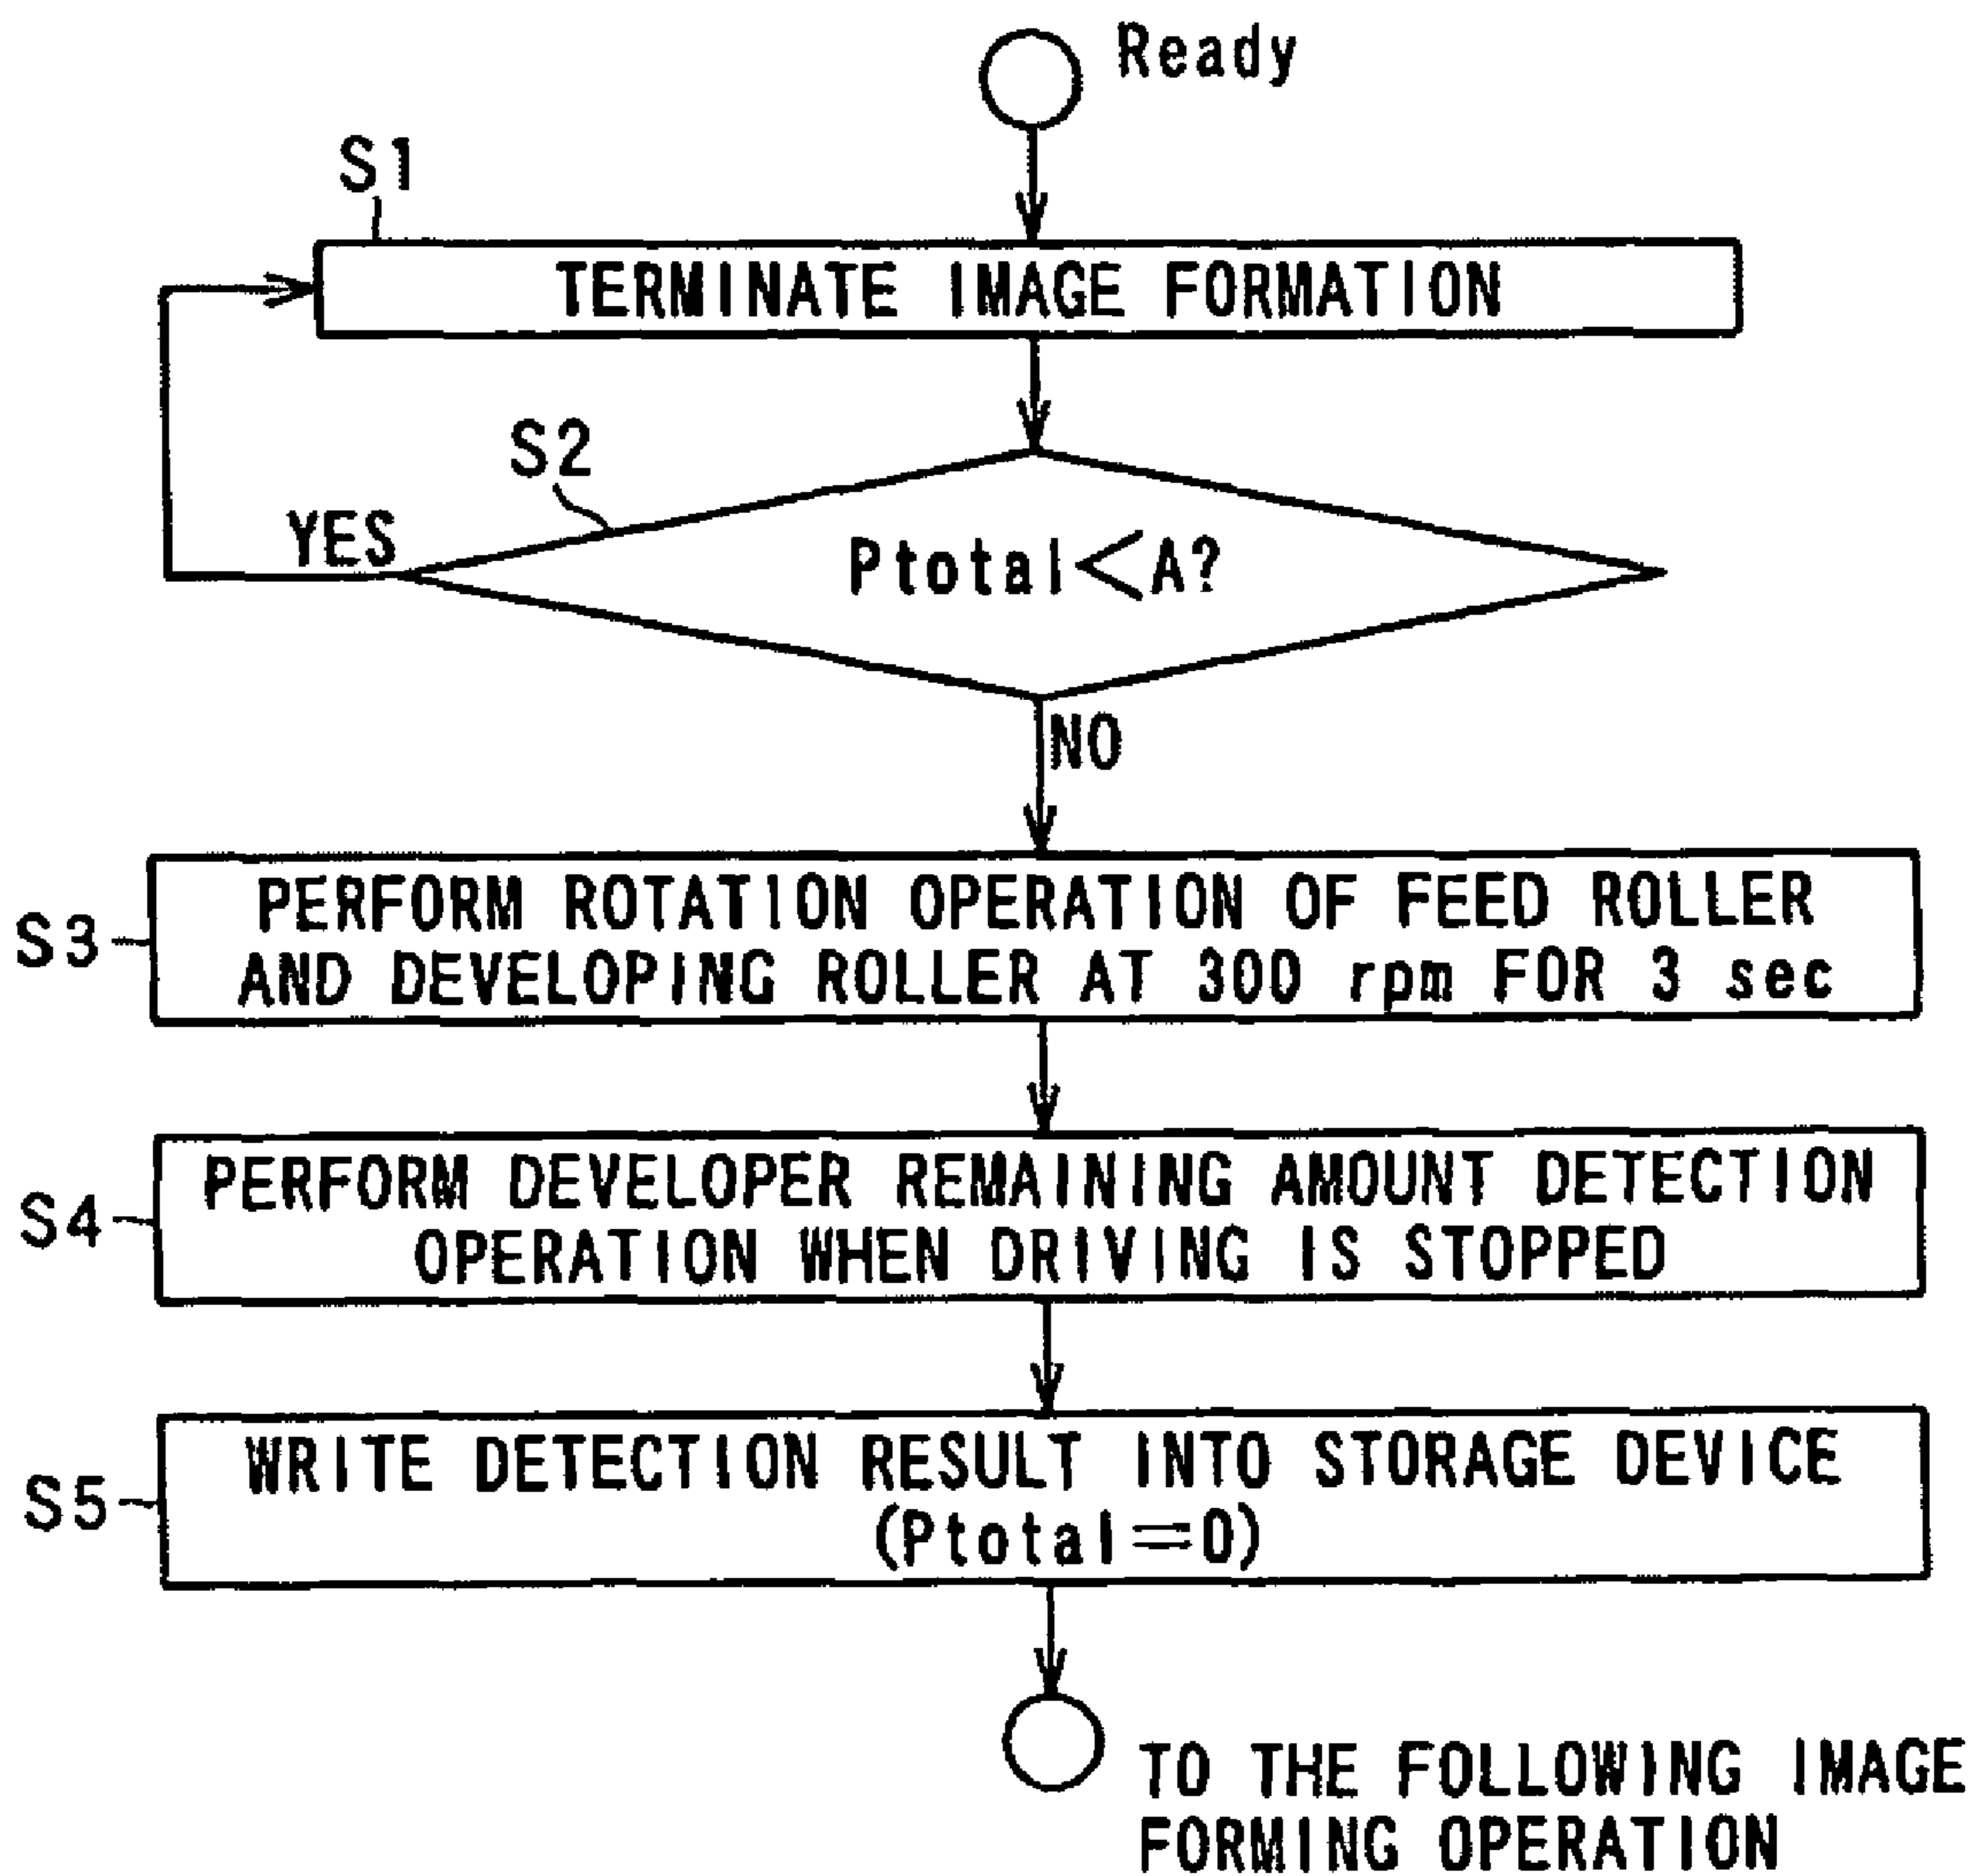 Ready
S1
TERMINATE IMAGE FORMATION
S2
YES
Ptotal<A?
NO
S3
PERFORM ROTATION OPERATION OF FEED ROLLER
AND DEVELOPING ROLLER AT 300 rpm FOR 3 sec
S4
PERFORM DEVELOPER REMAINING AMOUNT DETECTION
OPERATION WHEN DRIVING IS STOPPED
S5
WRITE DETECTION RESULT INTO STORAGE DEVICE
(Ptotal=0)
TO THE FOLLOWING IMAGE
FORMING OPERATION